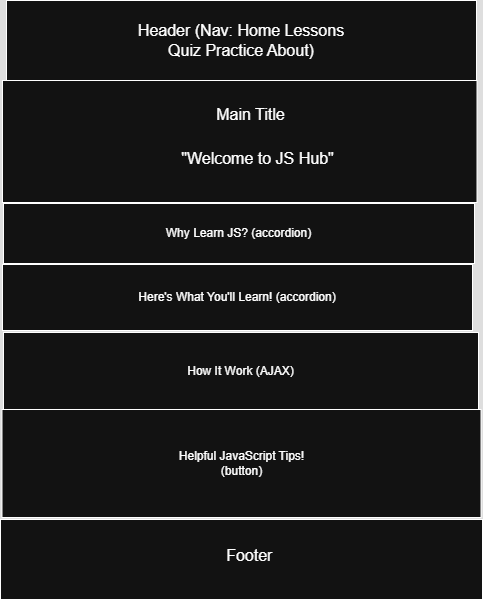 Header (Nav: Home Lessons
Quiz Practice About)
Main Title
"Welcome to JS Hub"
Why Learn JS? (accordion)
Here's What You'll Learn! (accordion)
How It Work (AJAX)
Helpful JavaScript Tips!
(button)
Footer